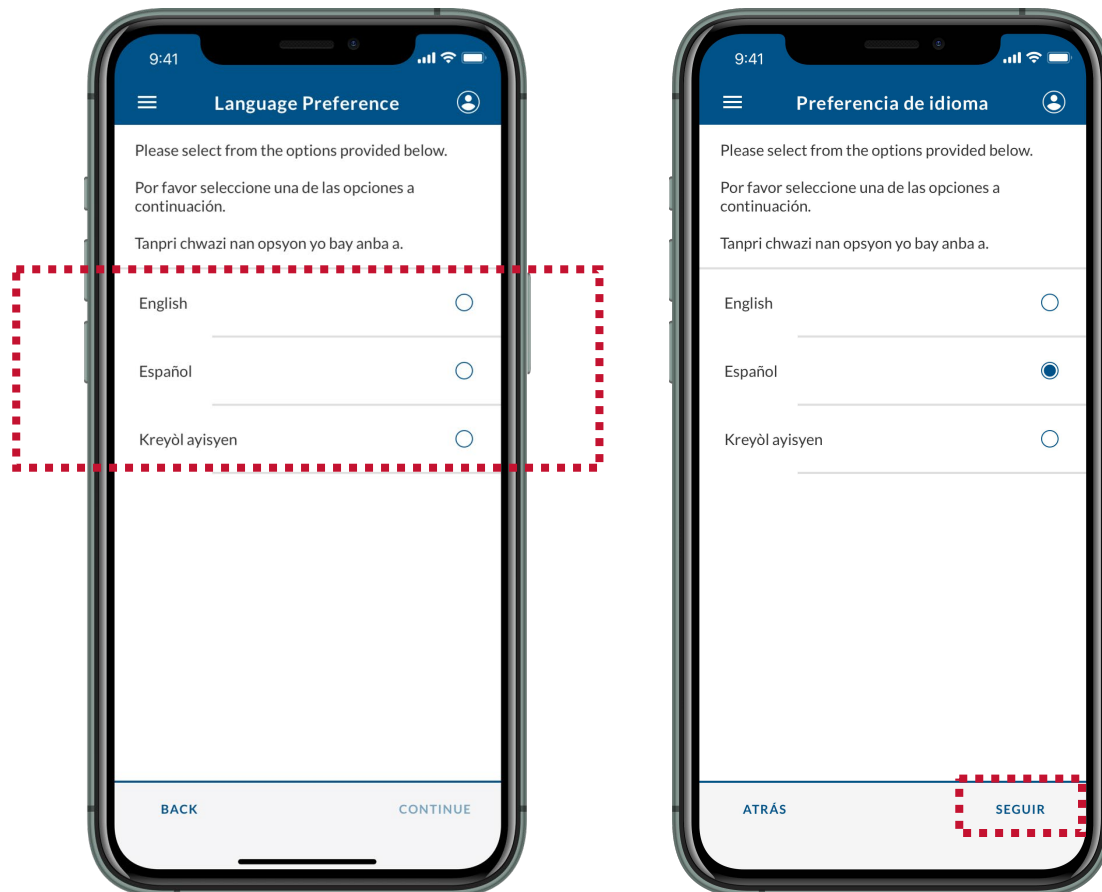 9:41
Language Preference
Please select from the options provided below.
Por favor seleccione una de las opciones a
continuación.
Tanpri chwazi nan opsyon yo bay anba a.
English
Español
Kreyòl ayisyen
BACK
CONTINUE
9:41
Preferencia de idioma
Please select from the options provided below.
Por favor seleccione una de las opciones a
continuación.
Tanpri chwazi nan opsyon yo bay anba a.
English
Español
Kreyòl ayisyen
ATRÁS
SEGUIR